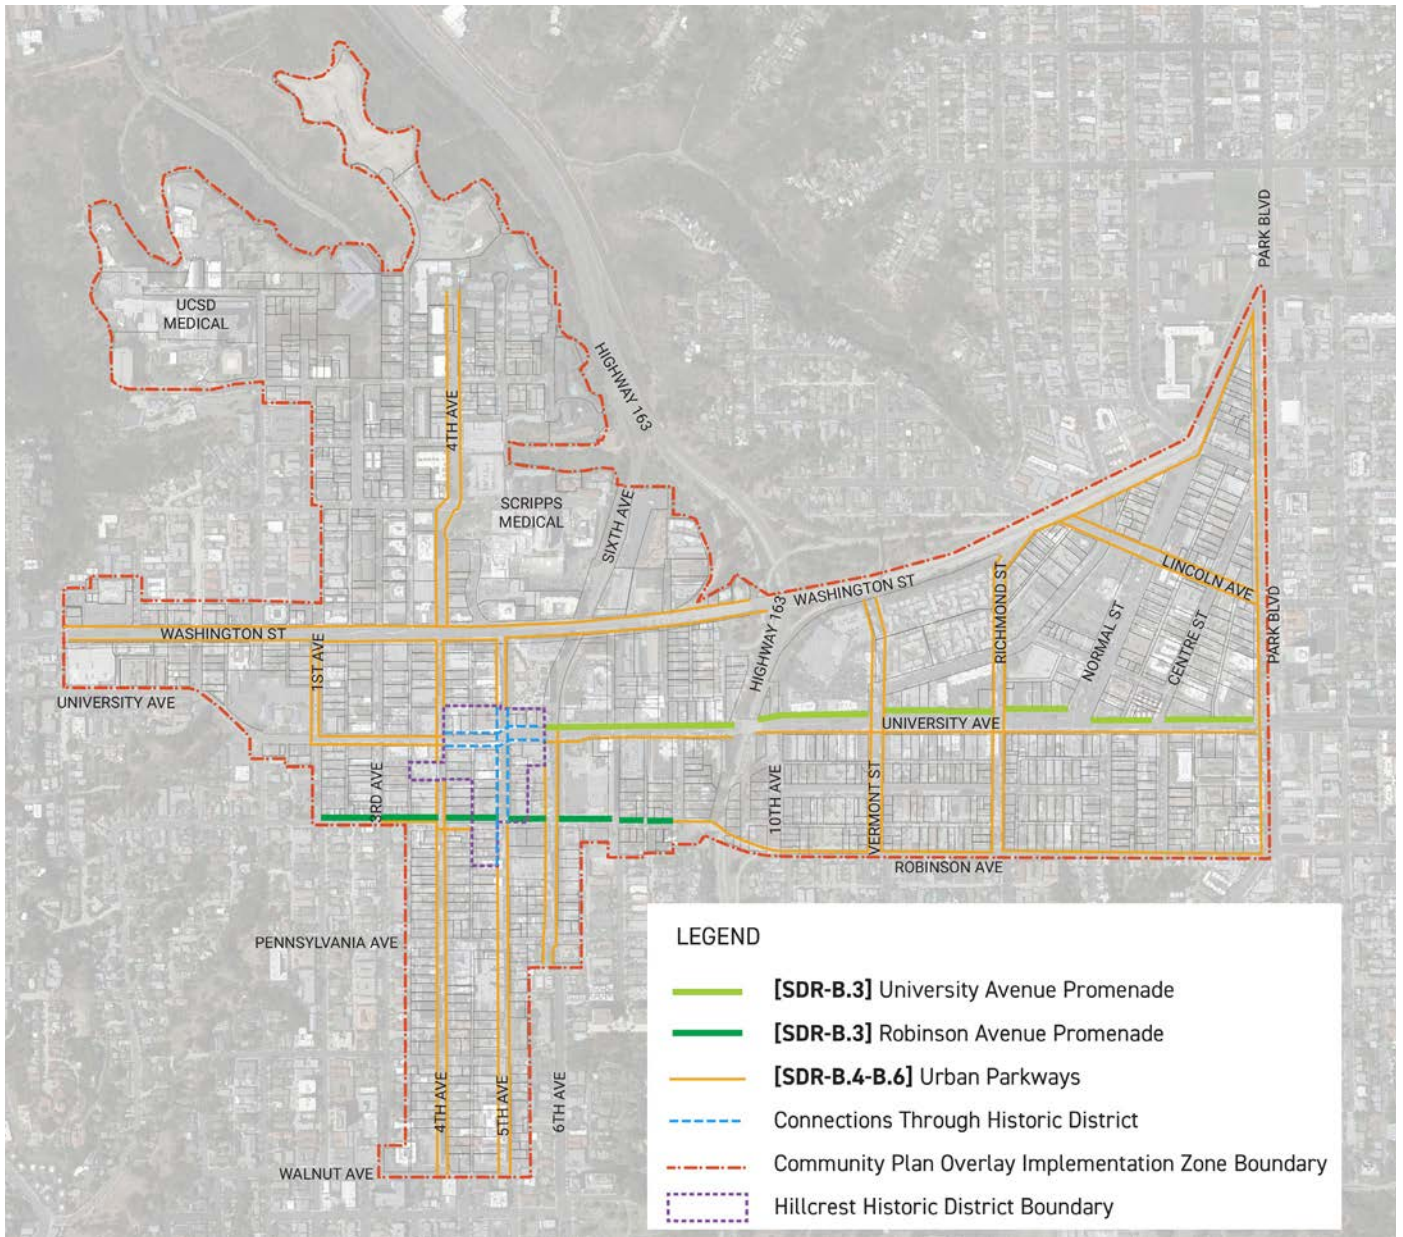 PARK BLVD
UCSD
MEDICAL
HIGHWAY 163
4TH AVE
SCRIPPS
MEDICAL
SIXTH AVE
WASHINGTON ST
RICHMOND ST
LINCOLN AVE
HIGHWAY 163
WASHINGTON ST
1ST AVE
NORMAL ST
CENTRE ST
PARK BLVD
UNIVERSITY AVE
UNIVERSITY AVE
3RD AVE
10TH AVE
VERMONT ST
ROBINSON AVE
PENNSYLVANIA AVE
4TH AVE
5TH AVE
6TH AVE
WALNUT AVE
LEGEND
[SDR-B.3] University Avenue Promenade
[SDR-B.3] Robinson Avenue Promenade
[SDR-B.4-B.6] Urban Parkways
Connections Through Historic District
Community Plan Overlay Implementation Zone Boundary
Hillcrest Historic District Boundary